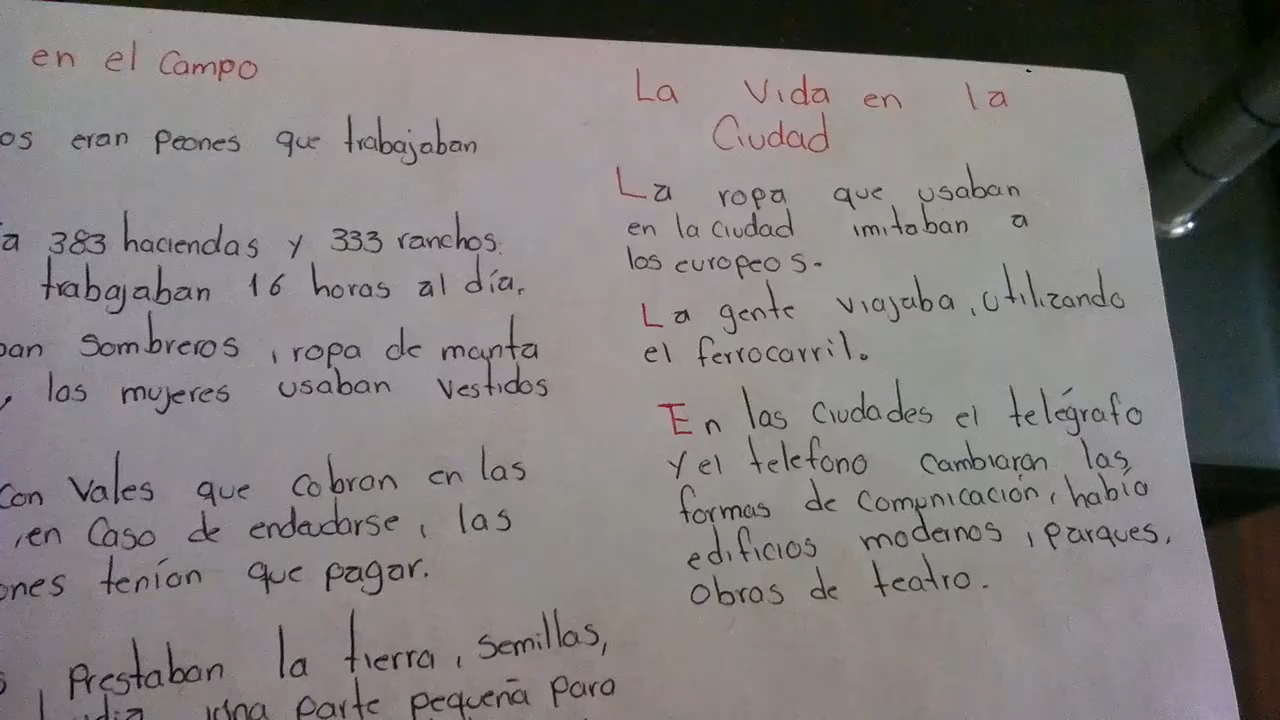 en el Campo
os eran peones que trabajaban
a 383 haciendas y 333 ranchos.
trabajaban 16 horas al día.
ban Sombreros, ropa de manta
, las mujeres usaban vestidos
Con Vales que cobran en las
, en Caso de endeudarse, las
ones tenían que pagar.
, Prestaban la tierra, semillas,
una parte pequeña para
La Vida en la
Ciudad
La ropa que usaban
en la ciudad imitaban a
los europeos.
La gente viajaba, utilizando
el ferrocarril.
En las Ciudades el telégrafo
y el telefono cambiaron las
formas de comunicación, había
edificios modernos, parques,
obras de teatro.